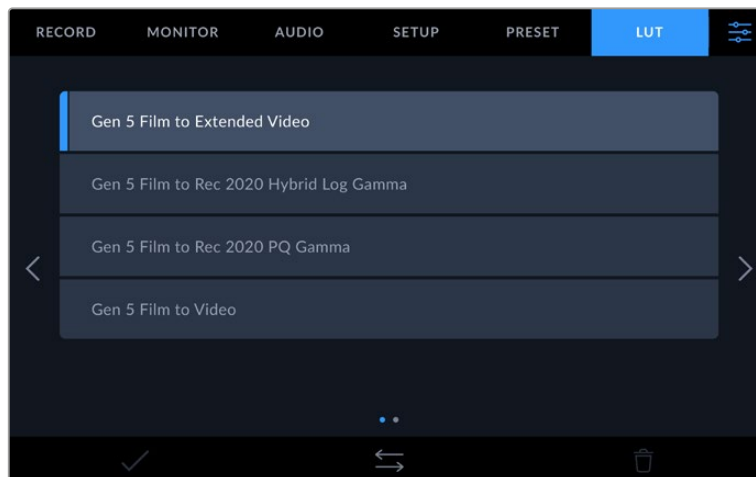 RECORD MONITOR AUDIO SETUP PRESET LUT
Gen 5 Film to Extended Video
Gen 5 Film to Rec 2020 Hybrid Log Gamma
Gen 5 Film to Rec 2020 PQ Gamma
Gen 5 Film to Video